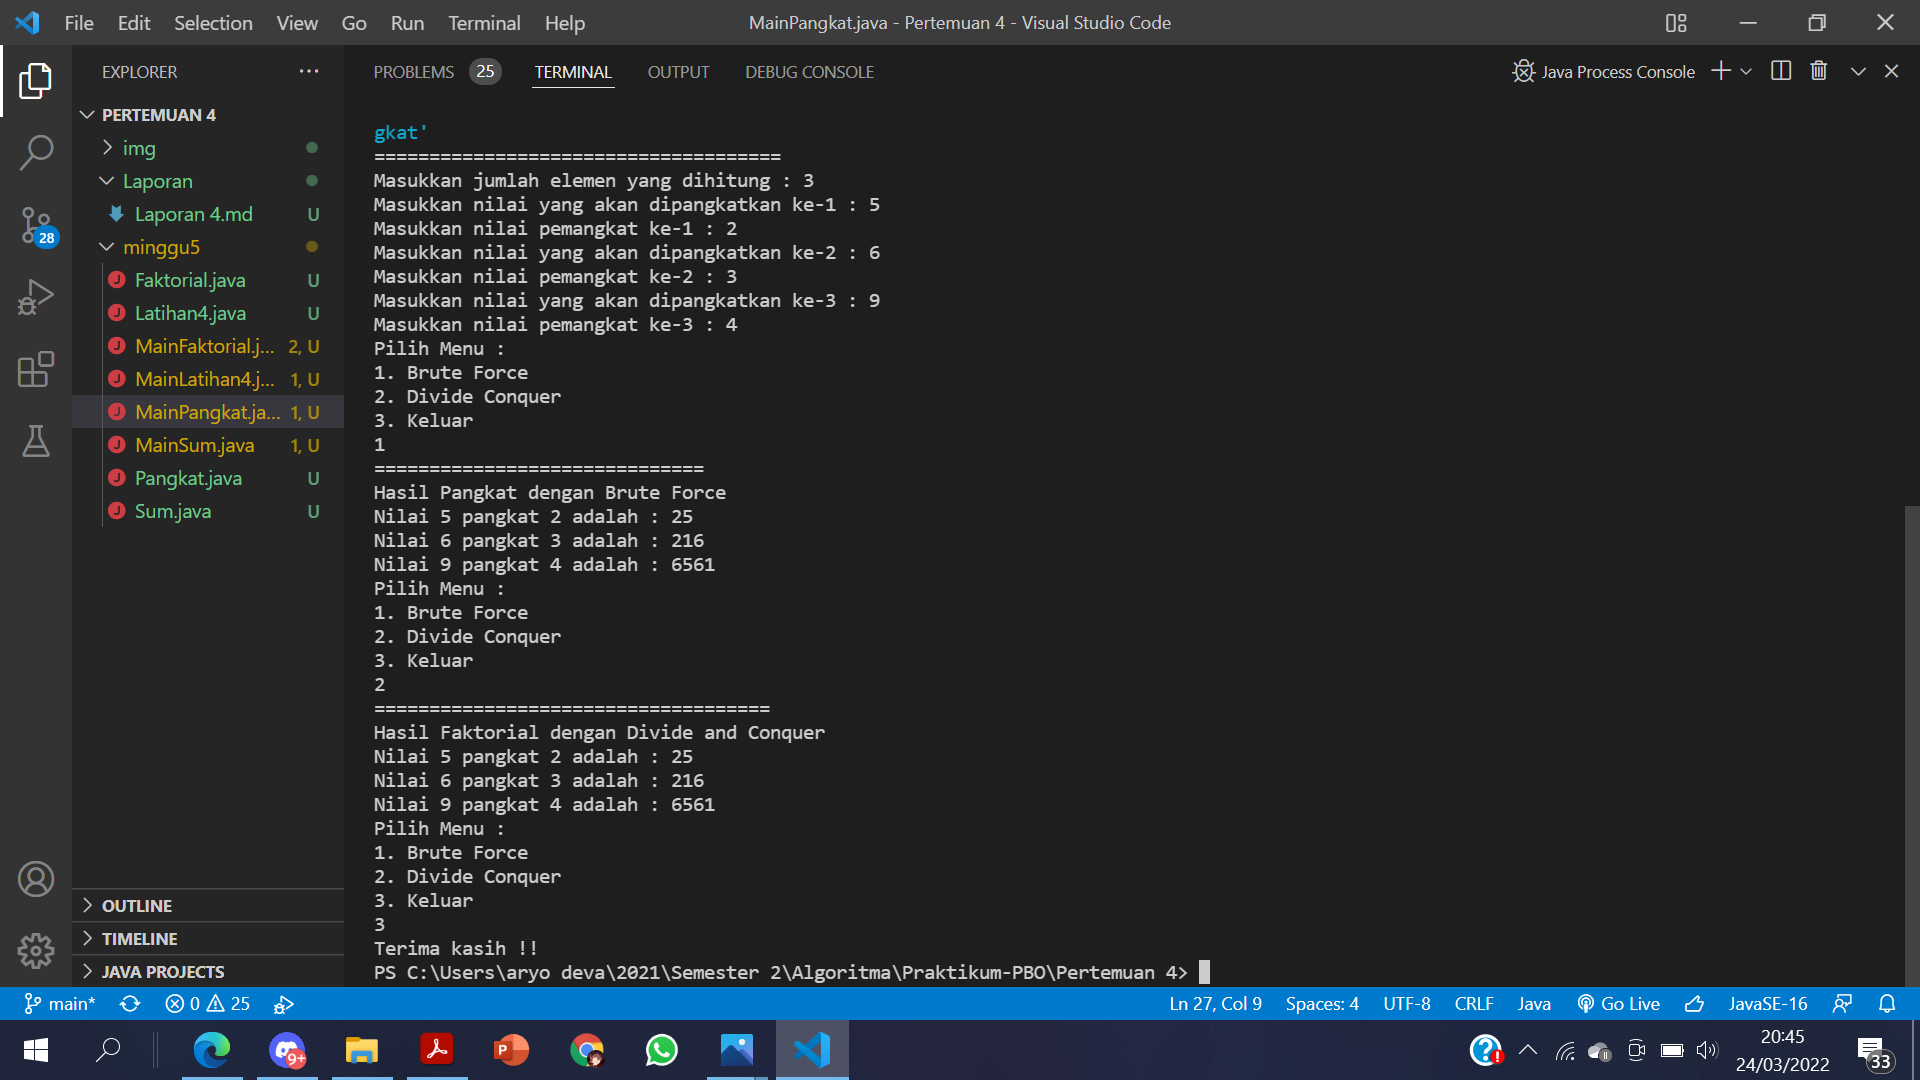 File Edit Selection View Go Run Terminal Help
MainPangkat.java - Pertemuan 4 - Visual Studio Code
EXPLORER
PROBLEMS 25 TERMINAL OUTPUT DEBUG CONSOLE
Java Process Console
PERTEMUAN 4
img
Laporan
Laporan 4.md U
minggu5
Faktorial.java U
Latihan4.java U
MainFaktorial.j... 2, U
MainLatihan4.j... 1, U
MainPangkat.ja... 1, U
MainSum.java 1, U
Pangkat.java U
Sum.java U
28
OUTLINE
TIMELINE
JAVA PROJECTS
gkat'
=====================================
Masukkan jumlah elemen yang dihitung : 3
Masukkan nilai yang akan dipangkatkan ke-1 : 5
Masukkan nilai pemangkat ke-1 : 2
Masukkan nilai yang akan dipangkatkan ke-2 : 6
Masukkan nilai pemangkat ke-2 : 3
Masukkan nilai yang akan dipangkatkan ke-3 : 9
Masukkan nilai pemangkat ke-3 : 4
Pilih Menu :
1. Brute Force
2. Divide Conquer
3. Keluar
1
==============================
Hasil Pangkat dengan Brute Force
Nilai 5 pangkat 2 adalah : 25
Nilai 6 pangkat 3 adalah : 216
Nilai 9 pangkat 4 adalah : 6561
Pilih Menu :
1. Brute Force
2. Divide Conquer
3. Keluar
2
====================================
Hasil Faktorial dengan Divide and Conquer
Nilai 5 pangkat 2 adalah : 25
Nilai 6 pangkat 3 adalah : 216
Nilai 9 pangkat 4 adalah : 6561
Pilih Menu :
1. Brute Force
2. Divide Conquer
3. Keluar
3
Terima kasih !!
PS C:\Users\aryo deva\2021\Semester 2\Algoritma\Praktikum-PBO\Pertemuan 4>
main* 0 25
Ln 27, Col 9 Spaces: 4 UTF-8 CRLF Java Go Live JavaSE-16
9+
20:45
24/03/2022
33